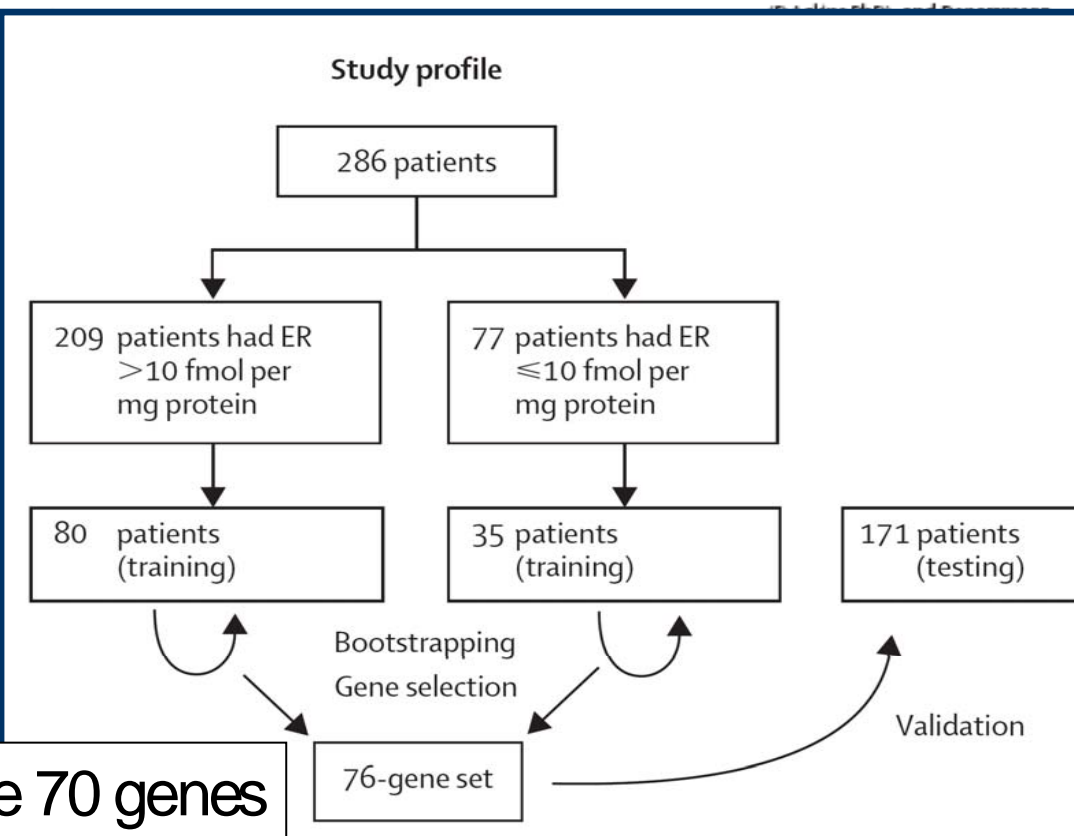 Study profile
286 patients
209 patients had ER
>10 fmol per
mg protein
77 patients had ER
≤10 fmol per
mg protein
80 patients
(training)
35 patients
(training)
171 patients
(testing)
Bootstrapping
Gene selection
Validation
76-gene set
70 genes